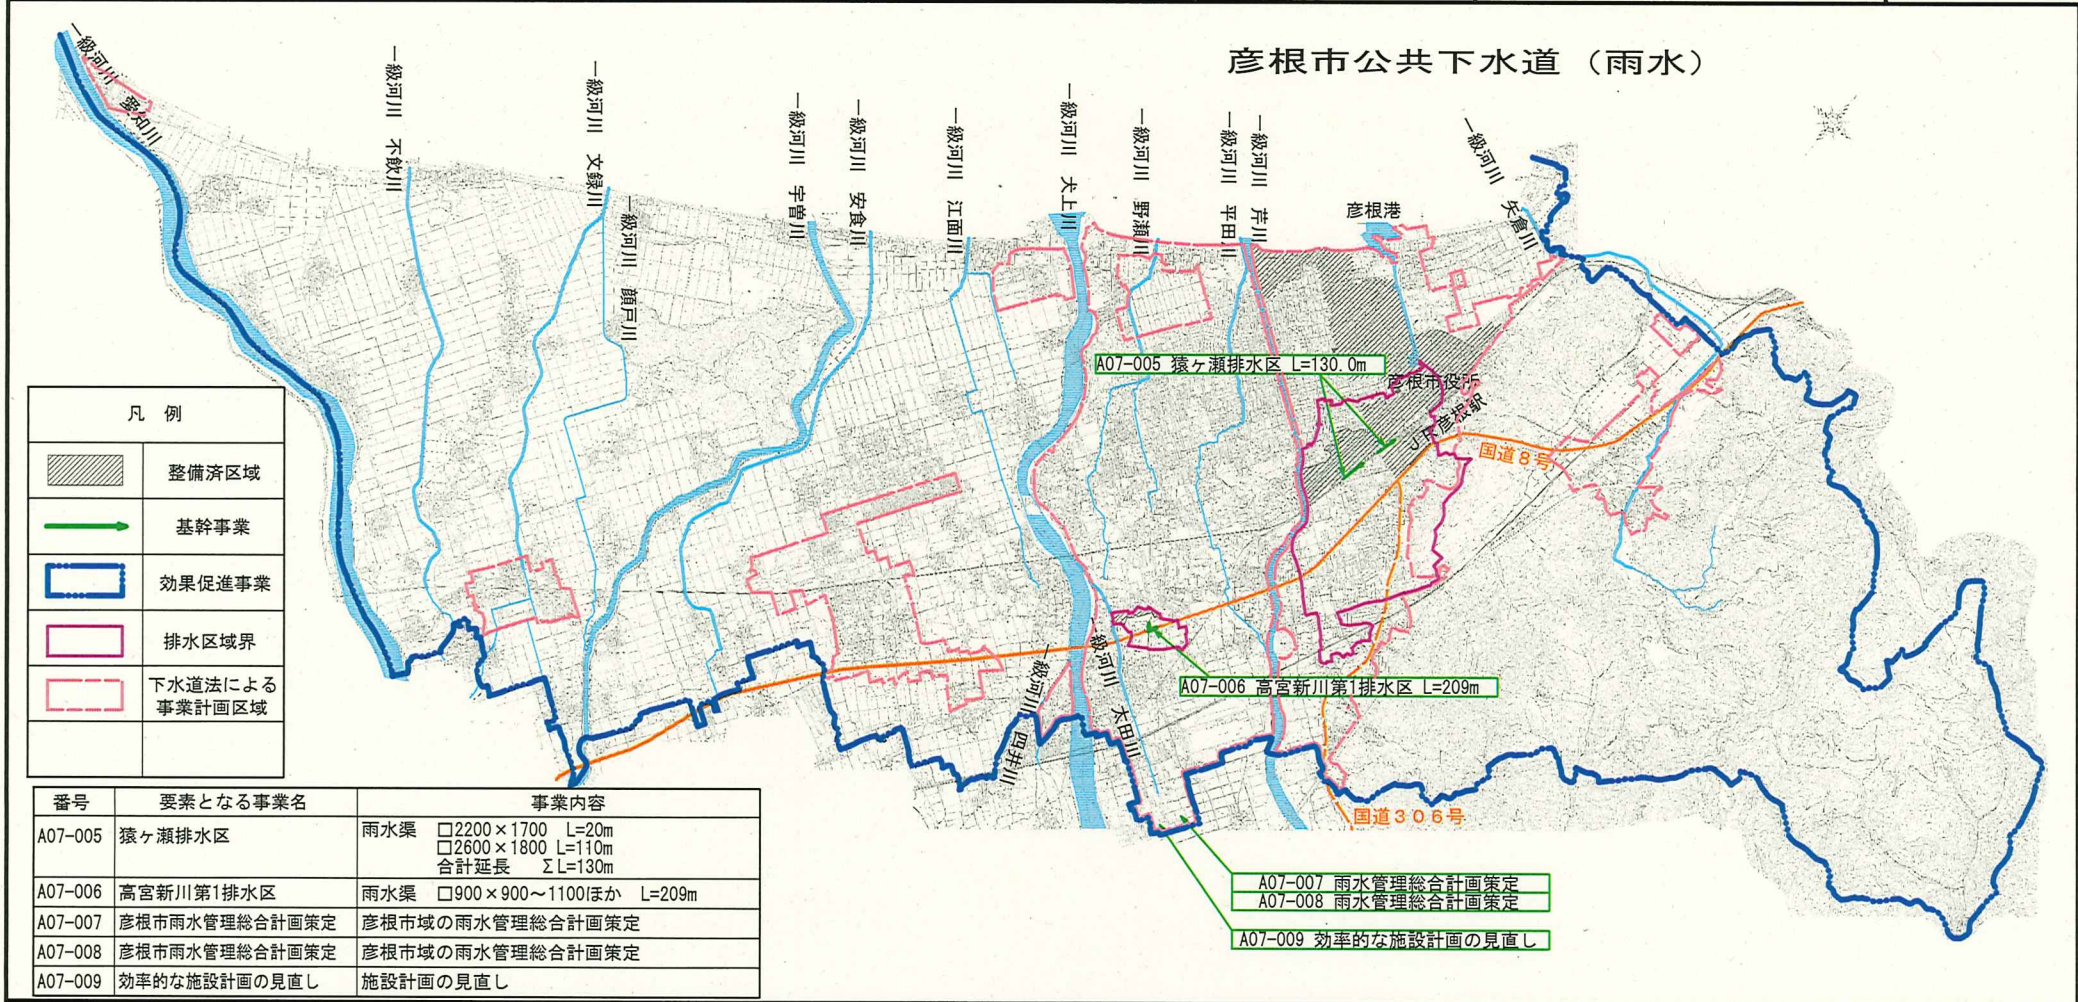 彦根市公共下水道（雨水）
一級河川 愛知川
一級河川 不飲川
一級河川 文録川
一級河川 顔戸川
一級河川 宇曽川
一級河川 安食川
一級河川 江面川
一級河川 犬上川
一級河川 野瀬川
一級河川 平田川
一級河川 芹川
彦根港
一級河川 矢倉川
A07-005 猿ヶ瀬排水区 L=130.0m
彦根市役所
JR彦根駅
国道8号
凡 例
整備済区域
基幹事業
効果促進事業
排水区域界
下水道法による
事業計画区域
一級河川 四井川
一級河川 太田川
A07-006 高宮新川第1排水区 L=209m
国道306号
A07-007 雨水管理総合計画策定
A07-008 雨水管理総合計画策定
A07-009 効率的な施設計画の見直し
番号 要素となる事業名 事業内容
A07-005 猿ヶ瀬排水区 雨水渠 □2200×1700 L=20m
□2600×1800 L=110m
合計延長 ΣL=130m
A07-006 高宮新川第1排水区 雨水渠 □900×900～1100ほか L=209m
A07-007 彦根市雨水管理総合計画策定 彦根市域の雨水管理総合計画策定
A07-008 彦根市雨水管理総合計画策定 彦根市域の雨水管理総合計画策定
A07-009 効率的な施設計画の見直し 施設計画の見直し